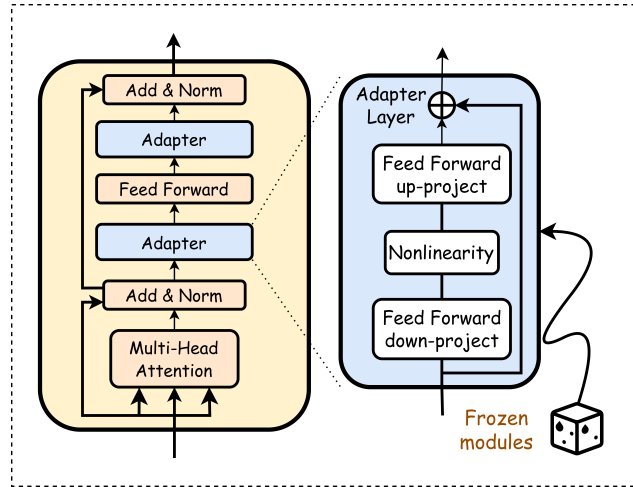 Add & Norm
Adapter
Feed Forward
Adapter
Add & Norm
Multi-Head
Attention
Adapter
Layer
Feed Forward
up-project
Nonlinearity
Feed Forward
down-project
Frozen
modules